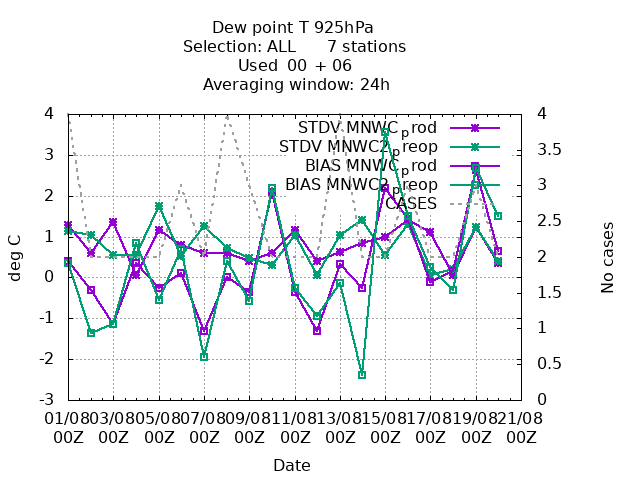 Dew point T 925hPa
Selection: ALL 7 stations
Used 00 + 06
Averaging window: 24h
STDV MNWC_prod
STDV MNWC2_preop
BIAS MNWC_prod
BIAS MNWC2_preop
CASES
deg C
4
3
2
1
0
-1
-2
-3
No cases
4
3.5
3
2.5
2
1.5
1
0.5
0
01/08 03/08 05/08 07/08 09/08 11/08 13/08 15/08 17/08 19/08 21/08
00Z 00Z 00Z 00Z 00Z 00Z 00Z 00Z 00Z 00Z 00Z
Date